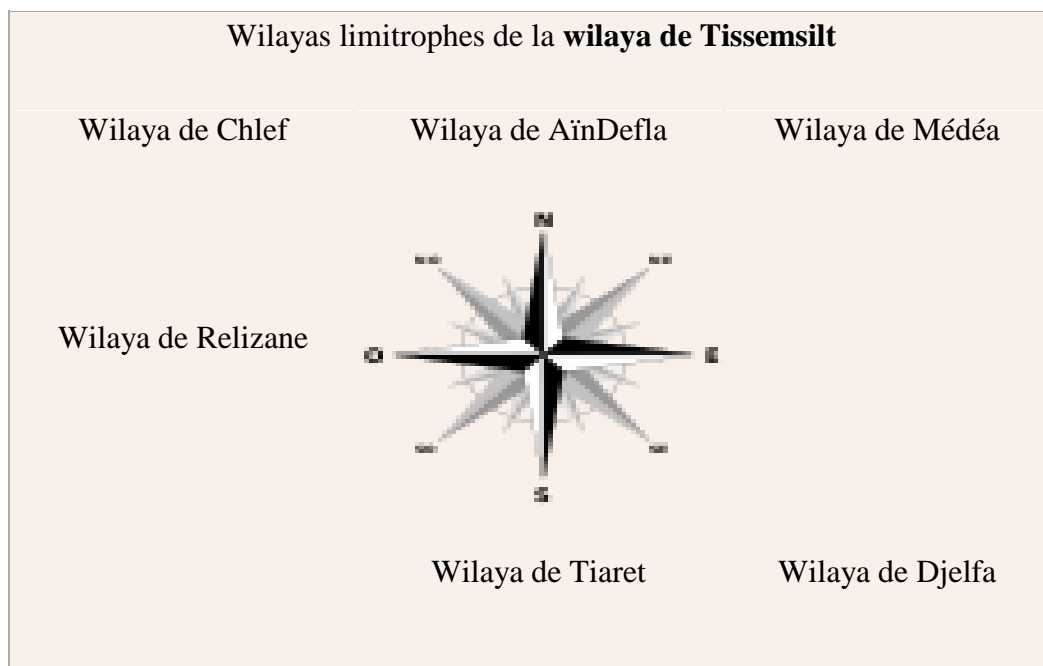 Wilayas limitrophes de la wilaya de Tissemsilt
Wilaya de Chlef Wilaya de AïnDefla Wilaya de Médéa
N
Wilaya de Relizane
O E
S
Wilaya de Tiaret Wilaya de Djelfa